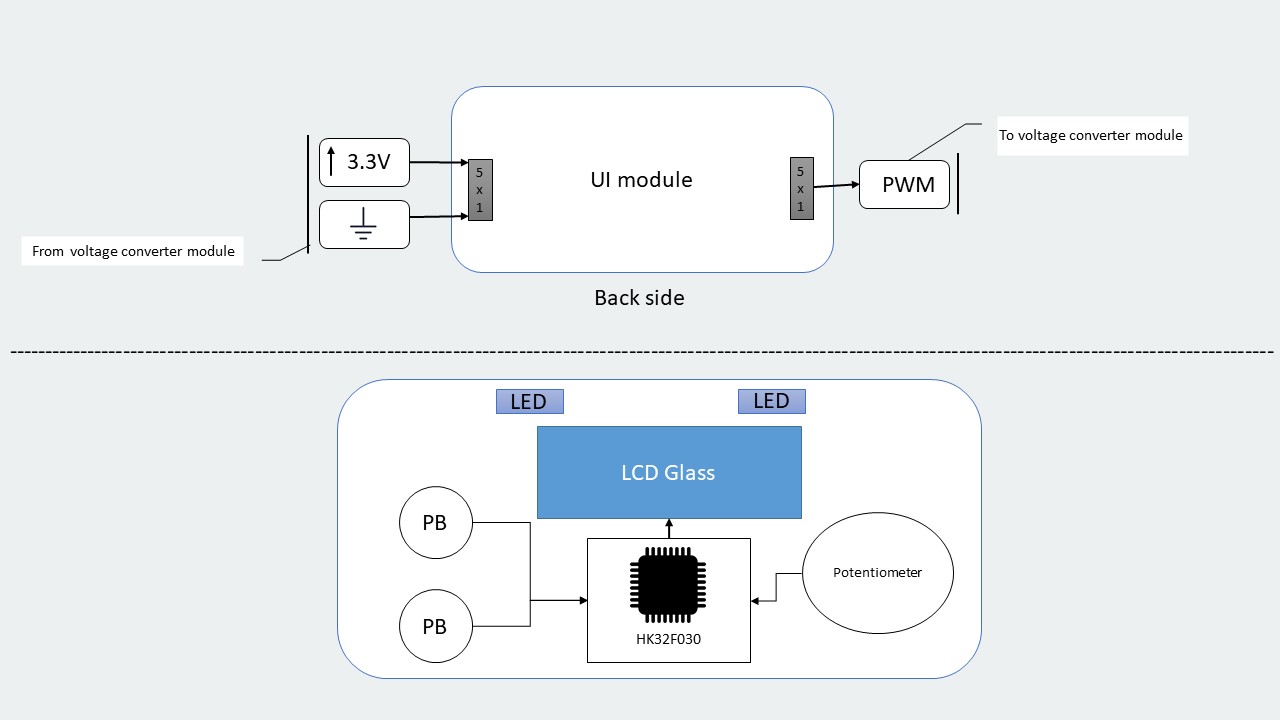 3.3V
5
x
1
UI module
5
x
1
PWM
To voltage converter module
From voltage converter module
Back side
LED
LED
LCD Glass
PB
PB
HK32F030
Potentiometer